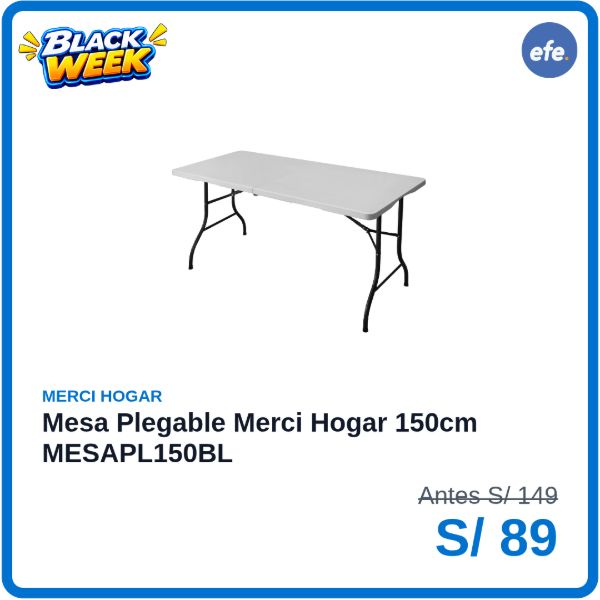 BLACK
WEEK
efe.
MERCI HOGAR
Mesa Plegable Merci Hogar 150cm
MESAPL150BL
Antes S/ 149
S/ 89